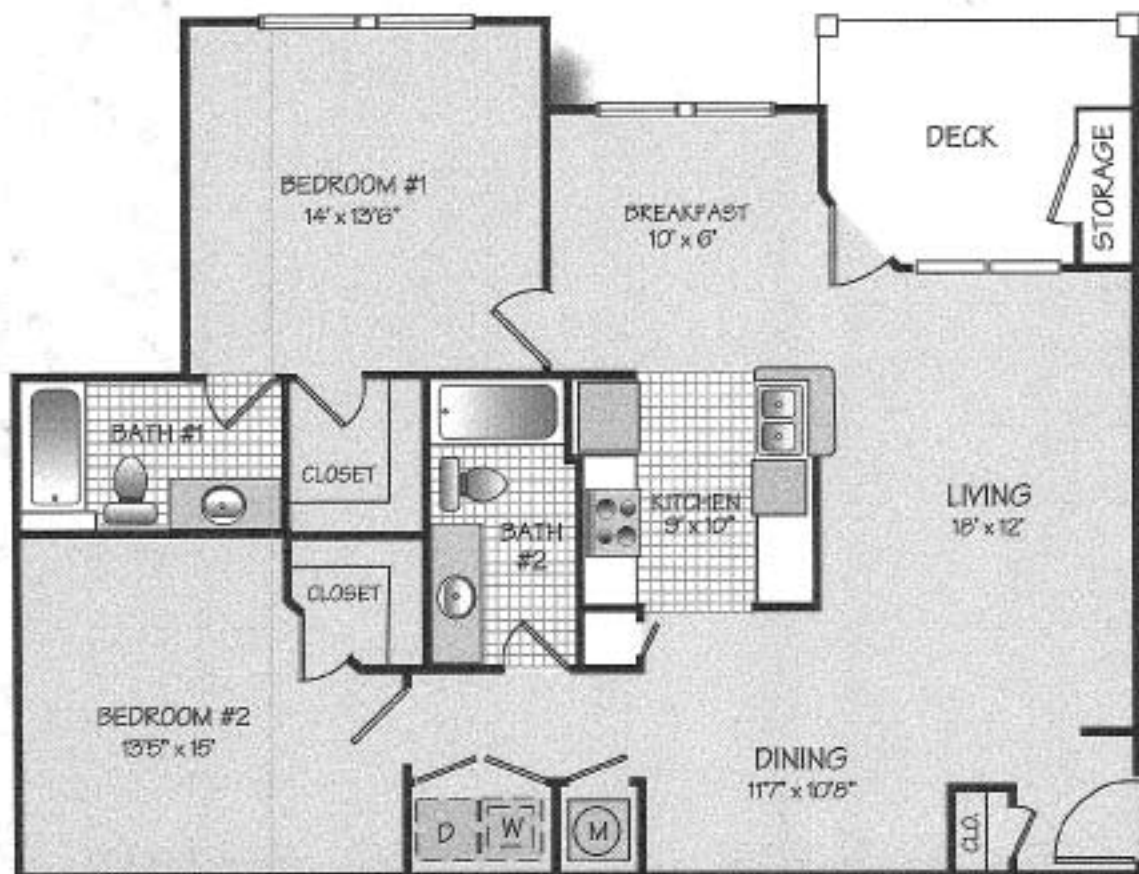 BEDROOM #1
14' x 13'6"
BREAKFAST
10' x 6'
DECK
STORAGE
BATH #1
CLOSET
BATH
#2
KITCHEN
9' x 10"
LIVING
18' x 12'
CLOSET
BEDROOM #2
13'5" x 15'
DINING
11'7" x 10'8"
D
W
M
CLO.